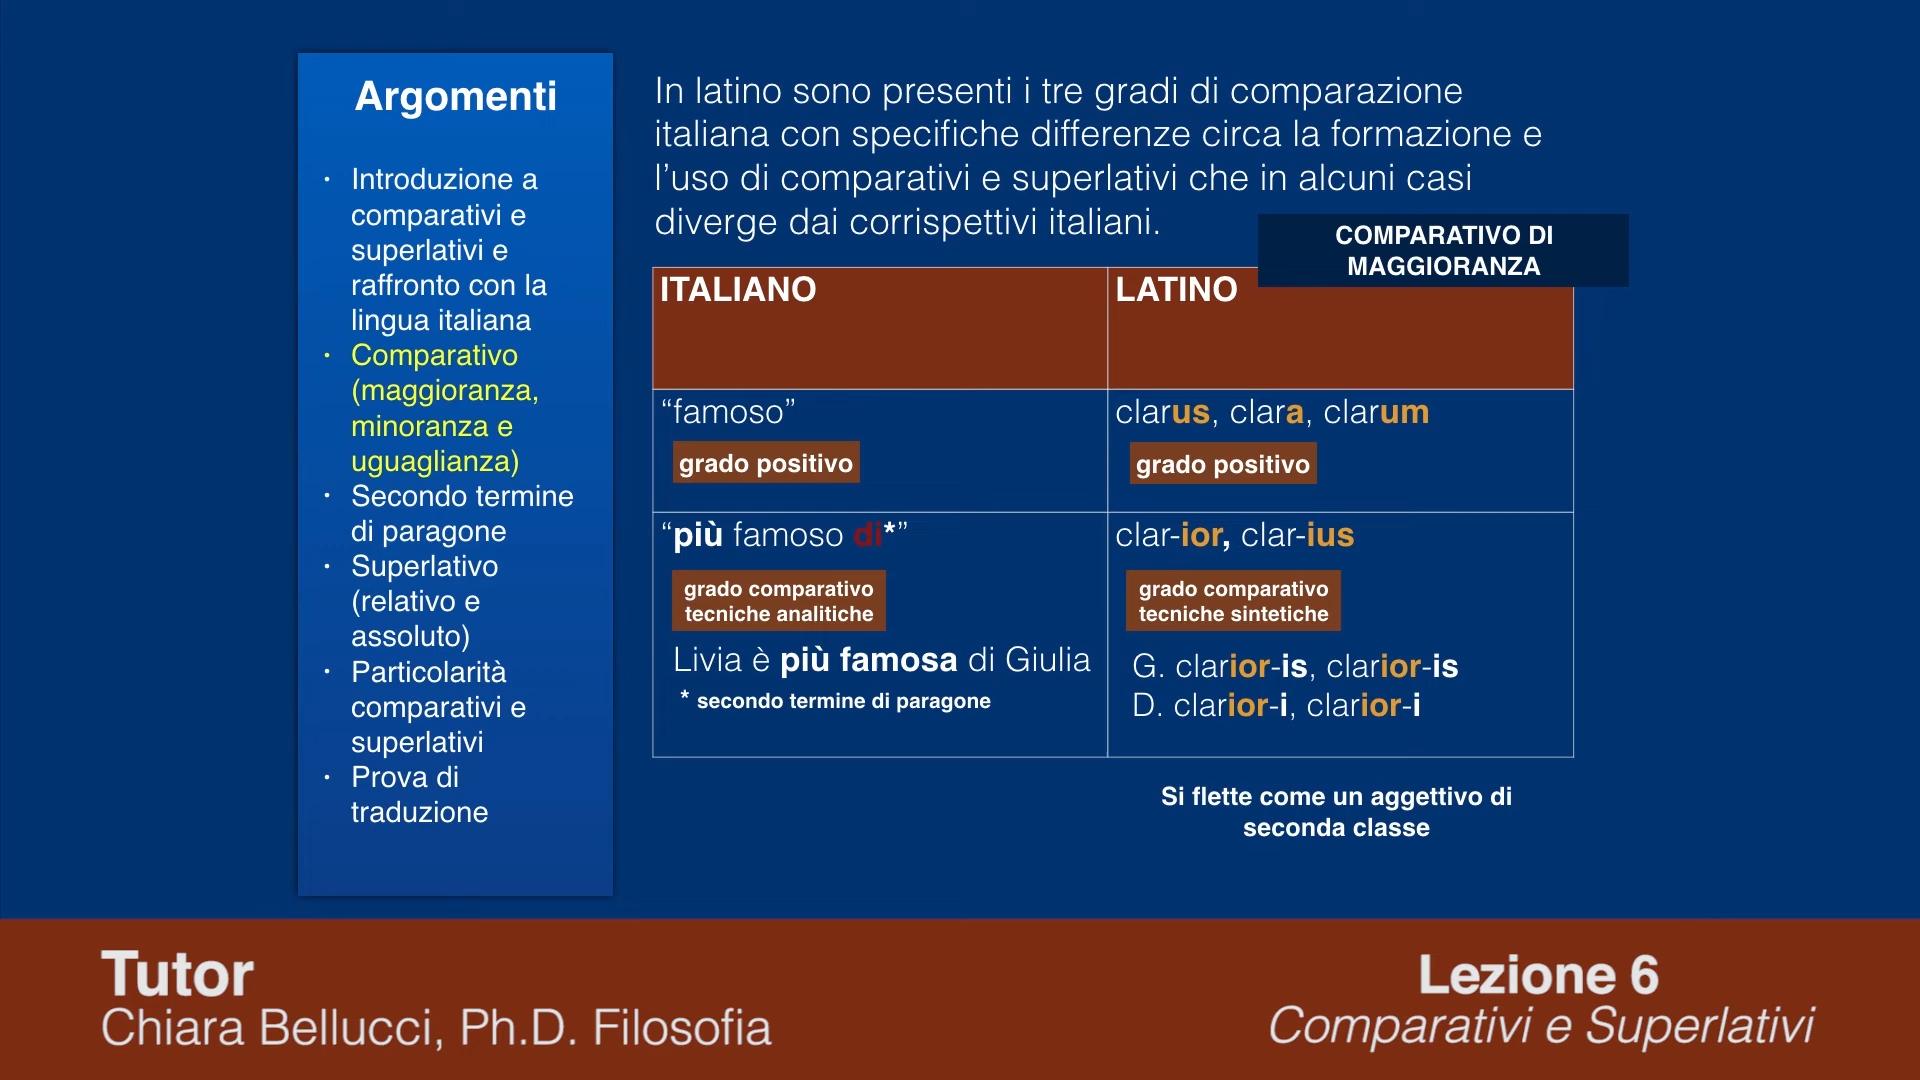 Argomenti
· Introduzione a
comparativi e
superlativi e
raffronto con la
lingua italiana
· Comparativo
(maggioranza,
minoranza e
uguaglianza)
· Secondo termine
di paragone
· Superlativo
(relativo e
assoluto)
· Particolarità
comparativi e
superlativi
· Prova di
traduzione
In latino sono presenti i tre gradi di comparazione
italiana con specifiche differenze circa la formazione e
l’uso di comparativi e superlativi che in alcuni casi
diverge dai corrispettivi italiani.
COMPARATIVO DI
MAGGIORANZA
ITALIANO
LATINO
“famoso”
grado positivo
clarus, clara, clarum
grado positivo
“più famoso di*”
grado comparativo
tecniche analitiche
Livia è più famosa di Giulia
* secondo termine di paragone
clar-ior, clar-ius
grado comparativo
tecniche sintetiche
G. clarior-is, clarior-is
D. clarior-i, clarior-i
Si flette come un aggettivo di
seconda classe
Tutor
Chiara Bellucci, Ph.D. Filosofia
Lezione 6
Comparativi e Superlativi